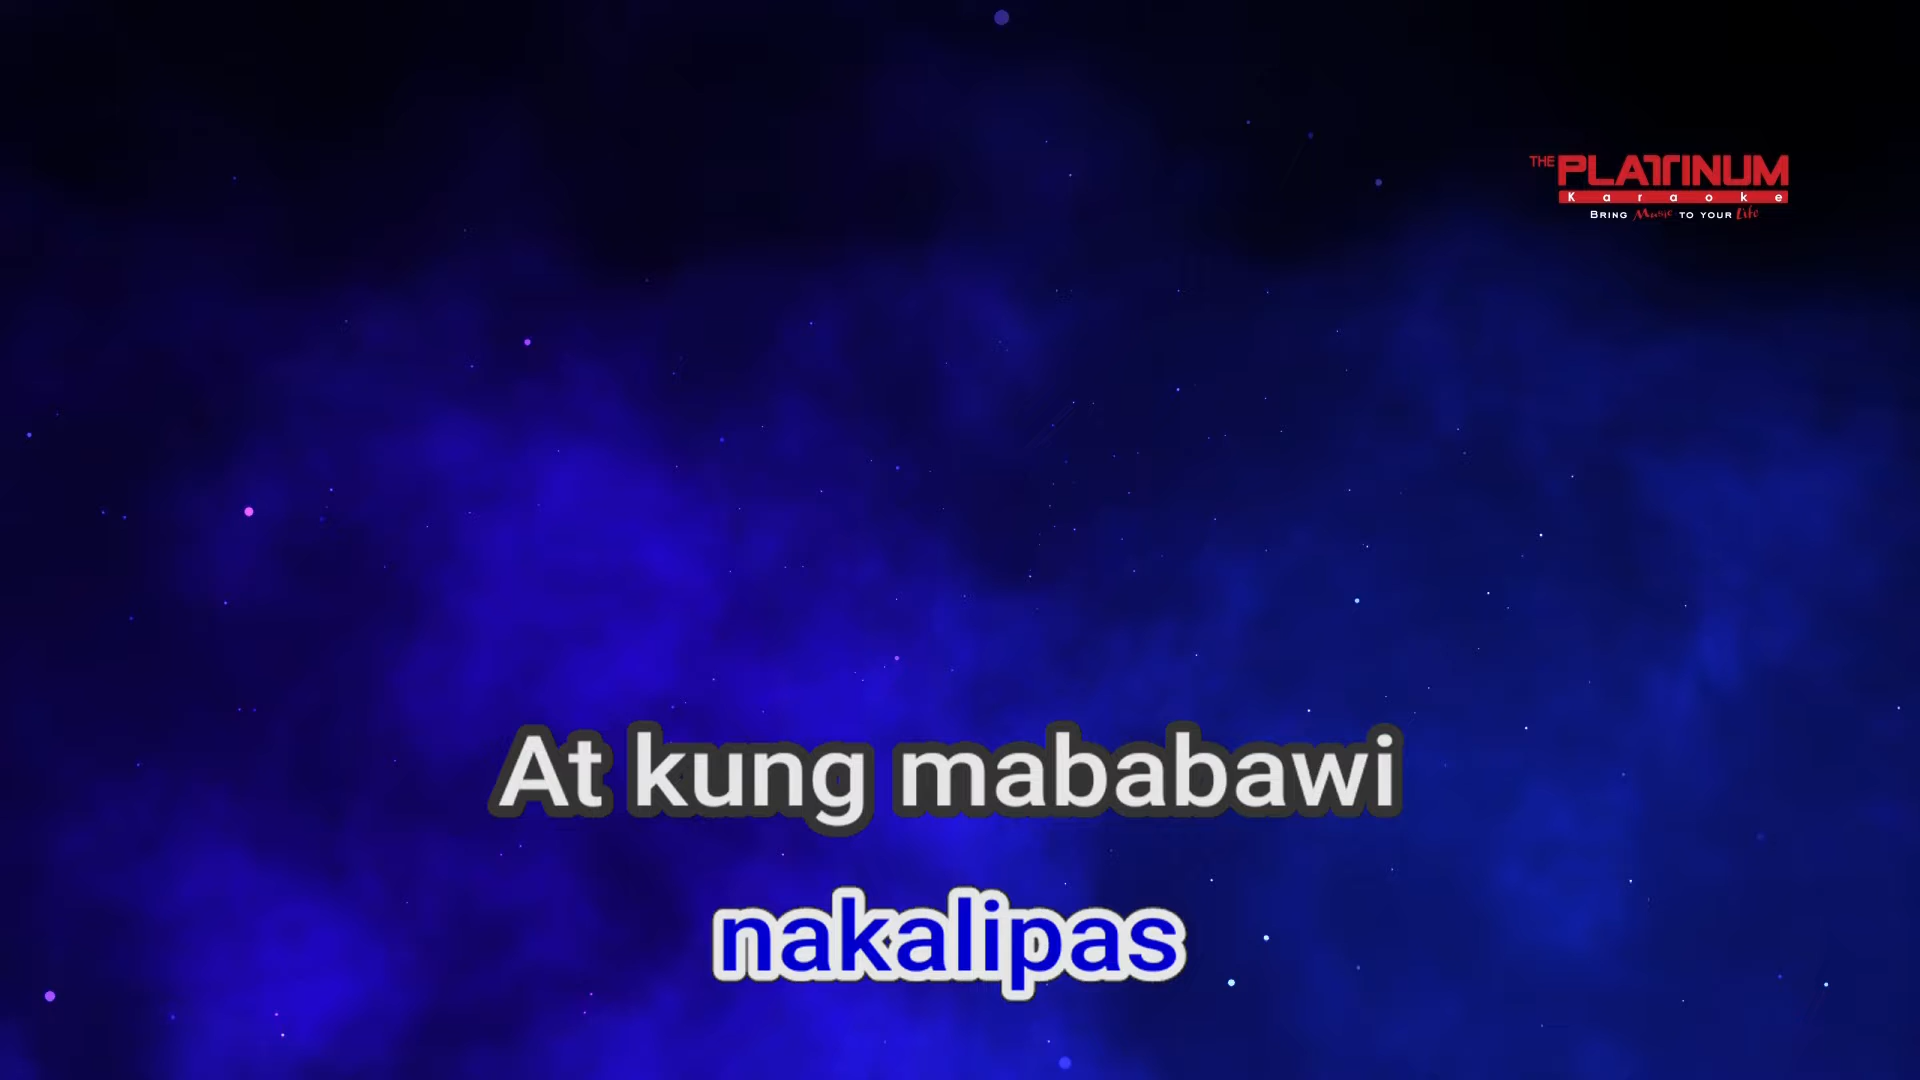 THE PLATINUM
Karaoke
BRING Music TO YOUR Life
At kung mababawi
nakalipas